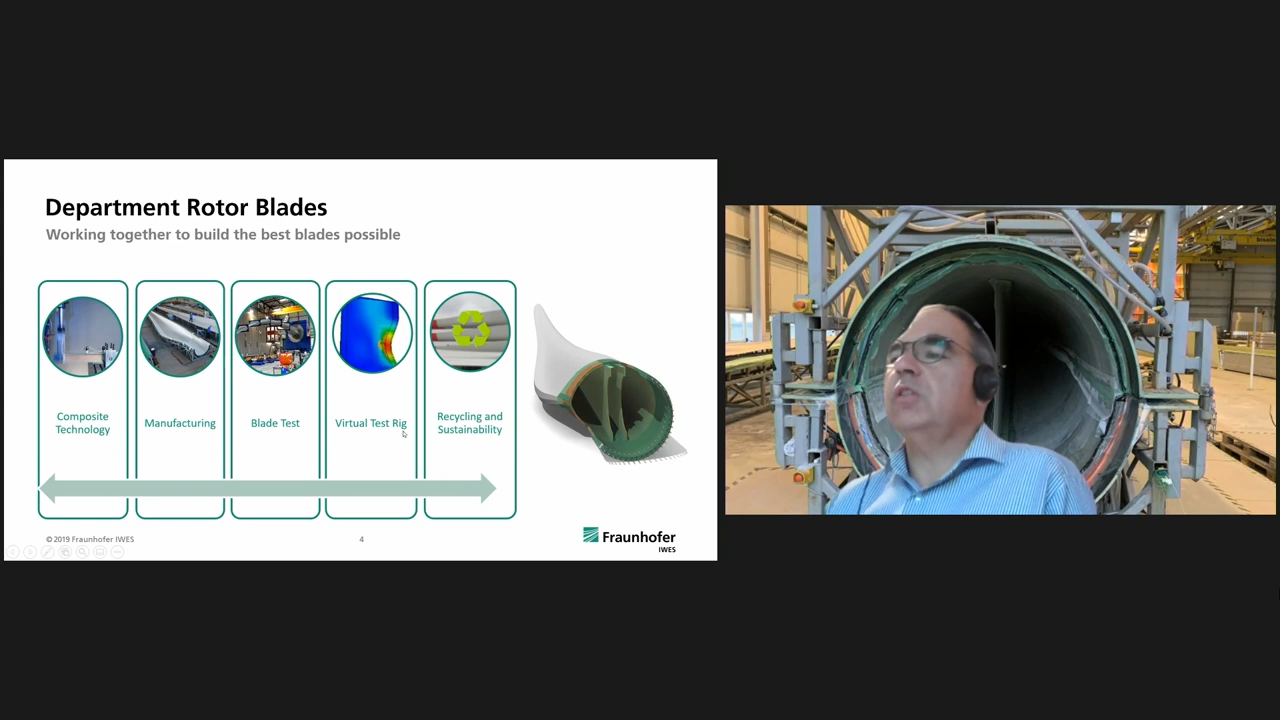 Department Rotor Blades
Working together to build the best blades possible
Composite
Technology
Manufacturing
Blade Test
Virtual Test Rig
Recycling and
Sustainability
© 2019 Fraunhofer IWES
4
Fraunhofer
IWES